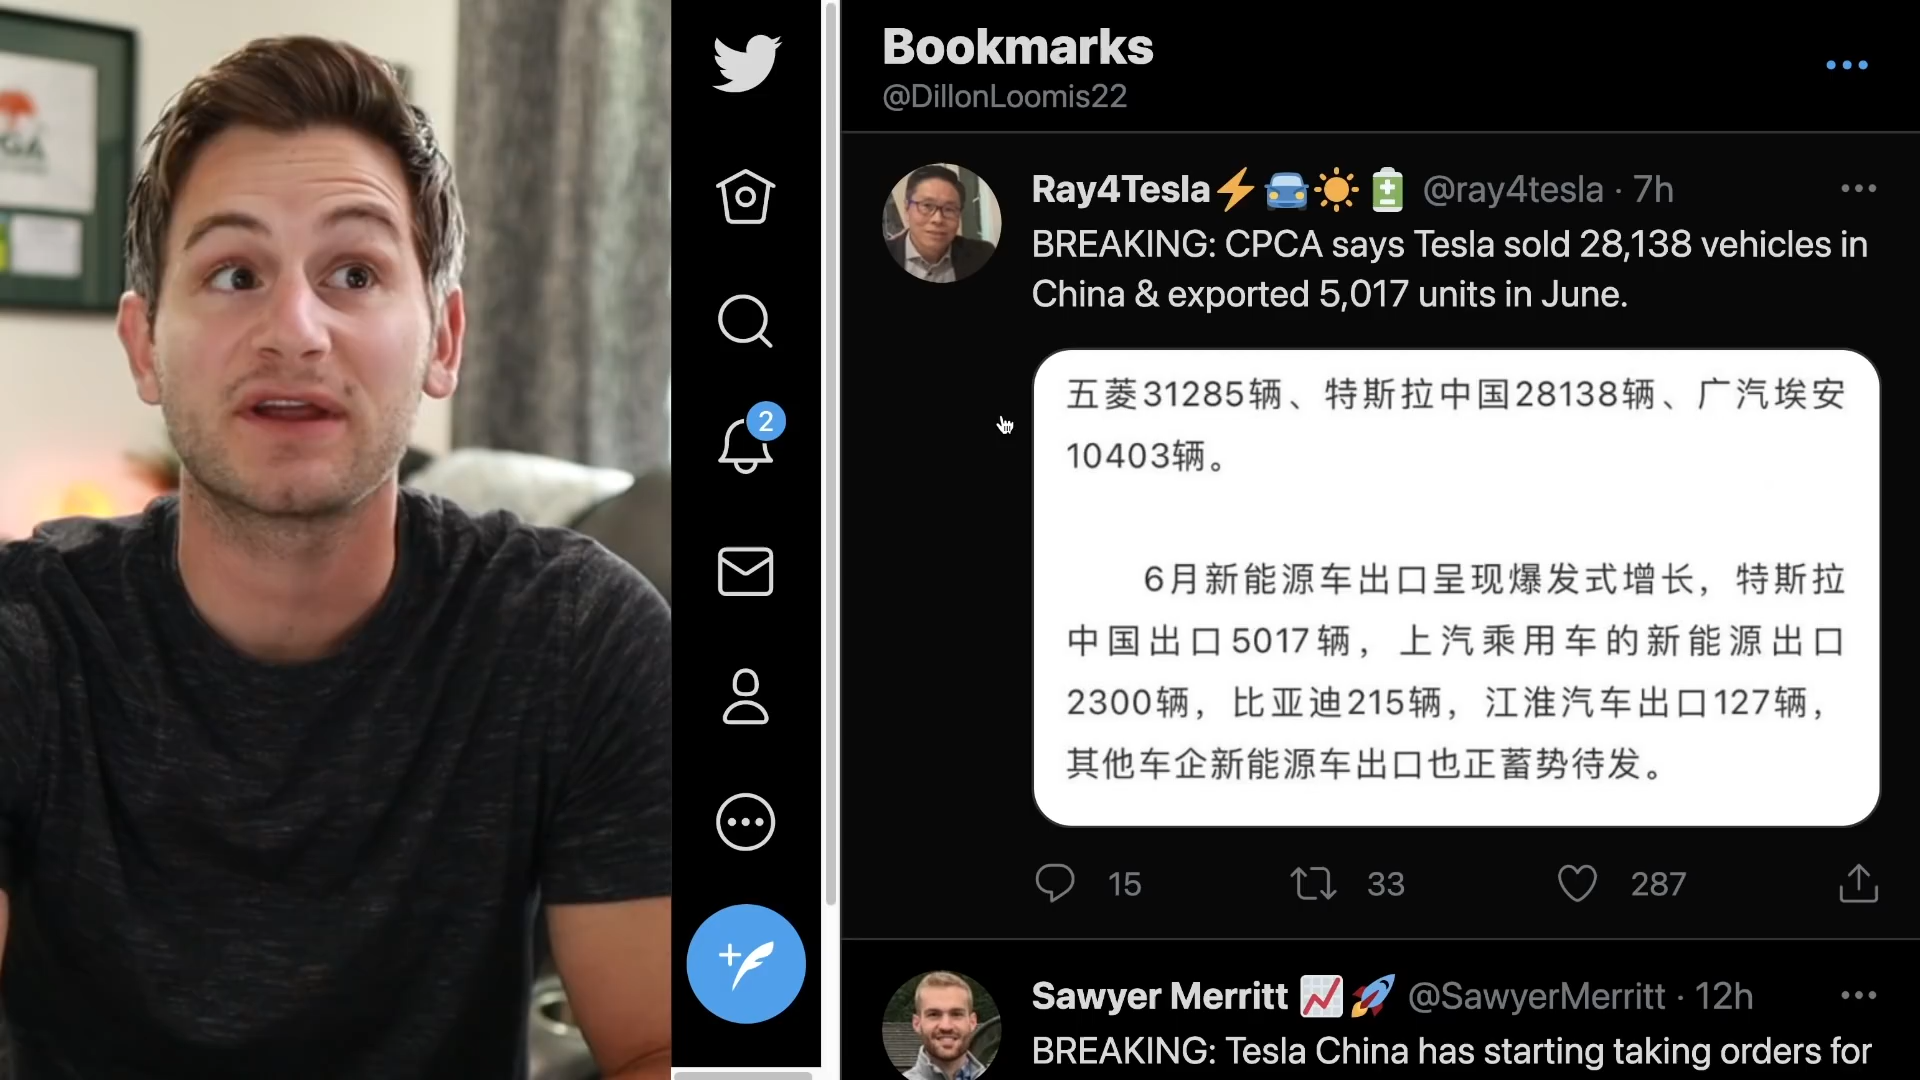 GA
Bookmarks
@DillonLoomis22
Ray4Tesla⚡🚙☀️🔋 @ray4tesla · 7h
BREAKING: CPCA says Tesla sold 28,138 vehicles in
China & exported 5,017 units in June.
五菱31285辆、特斯拉中国28138辆、广汽埃安
10403辆。
6月新能源车出口呈现爆发式增长，特斯拉
中国出口5017辆，上汽乘用车的新能源出口
2300辆，比亚迪215辆，江淮汽车出口127辆，
其他车企新能源车出口也正蓄势待发。
15 33 287
2
Sawyer Merritt 📈🚀 @SawyerMerritt · 12h
BREAKING: Tesla China has starting taking orders for